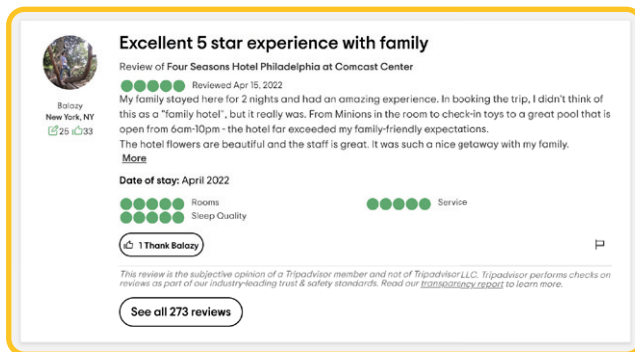 Excellent 5 star experience with family
Review of Four Seasons Hotel Philadelphia at Comcast Center
Reviewed Apr 15, 2022
Balazy
New York, NY
25 33
My family stayed here for 2 nights and had an amazing experience. In booking the trip, I didn't think of
this as a "family hotel", but it really was. From Minions in the room to check-in toys to a great pool that is
open from 6am-10pm - the hotel far exceeded my family-friendly expectations.
The hotel flowers are beautiful and the staff is great. It was such a nice getaway with my family.
More
Date of stay: April 2022
Rooms
Service
Sleep Quality
1 Thank Balazy
This review is the subjective opinion of a Tripadvisor member and not of Tripadvisor LLC. Tripadvisor performs checks on
reviews as part of our industry-leading trust & safety standards. Read our transparency report to learn more.
See all 273 reviews